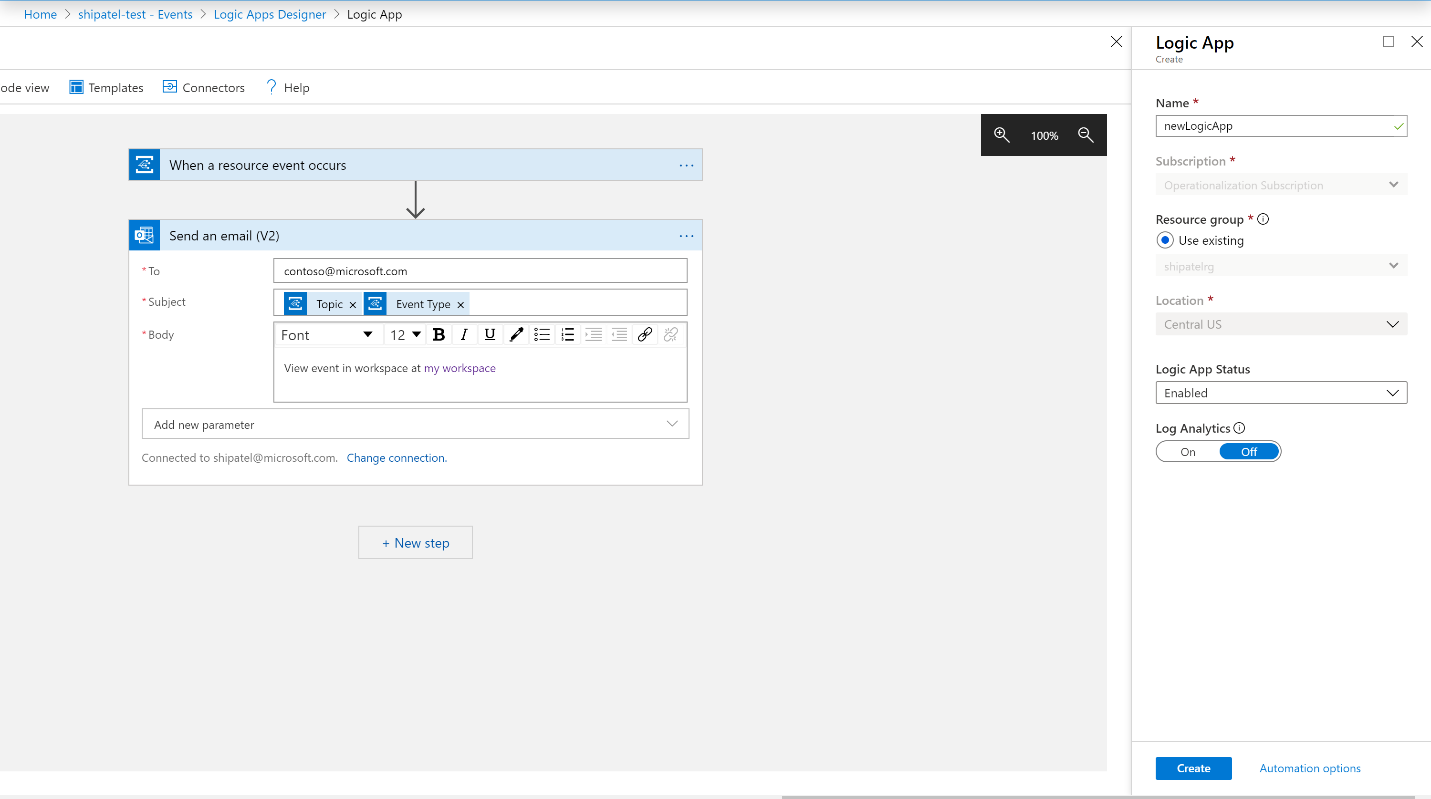 Home > shipatel-test - Events > Logic Apps Designer > Logic App
ode view Templates Connectors ? Help
100%
When a resource event occurs ...
Send an email (V2) ...
* To contoso@microsoft.com
* Subject Topic × Event Type ×
* Body Font 12 B I U
View event in workspace at my workspace
Add new parameter
Connected to shipatel@microsoft.com. Change connection.
+ New step
Logic App
Create
Name *
newLogicApp
Subscription *
Operationalization Subscription
Resource group *
Use existing
shipatelrg
Location *
Central US
Logic App Status
Enabled
Log Analytics
On Off
Create Automation options